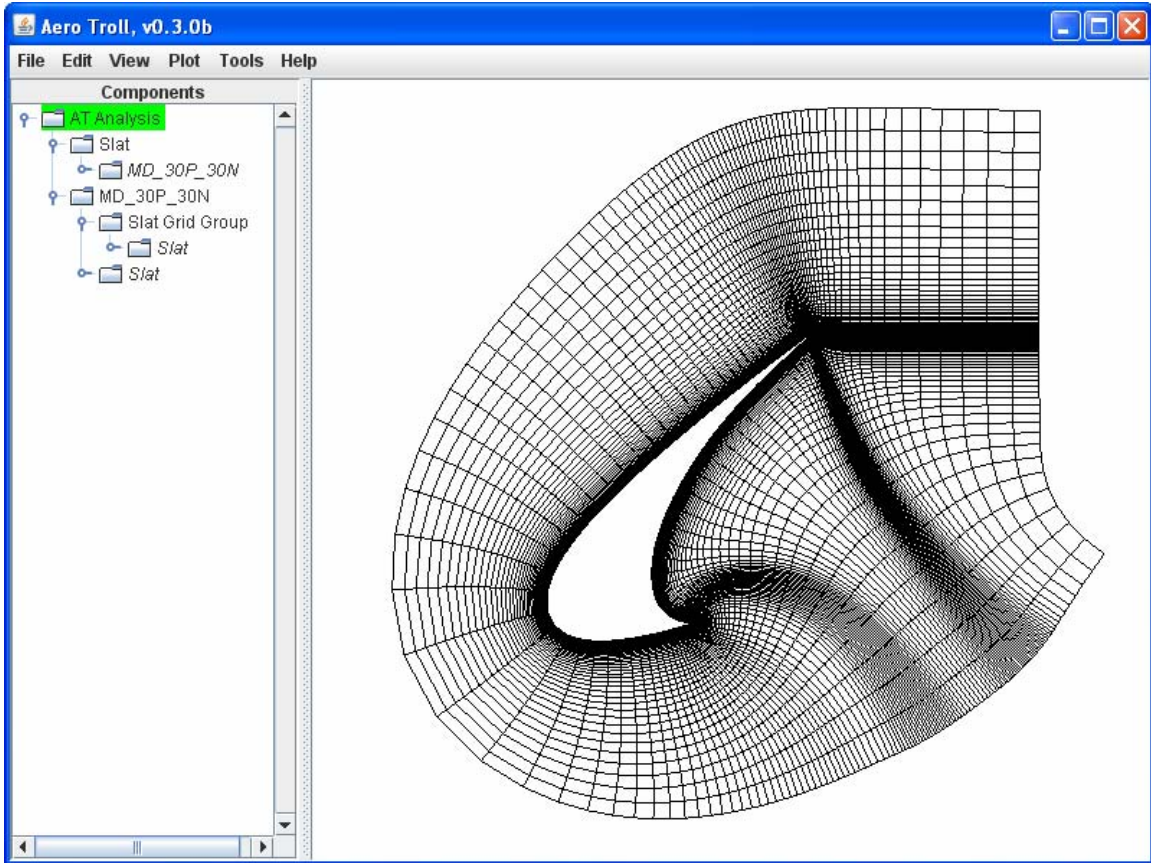 Aero Troll, v0.3.0b
File Edit View Plot Tools Help
Components
AT Analysis
Slat
MD_30P_30N
MD_30P_30N
Slat Grid Group
Slat
Slat